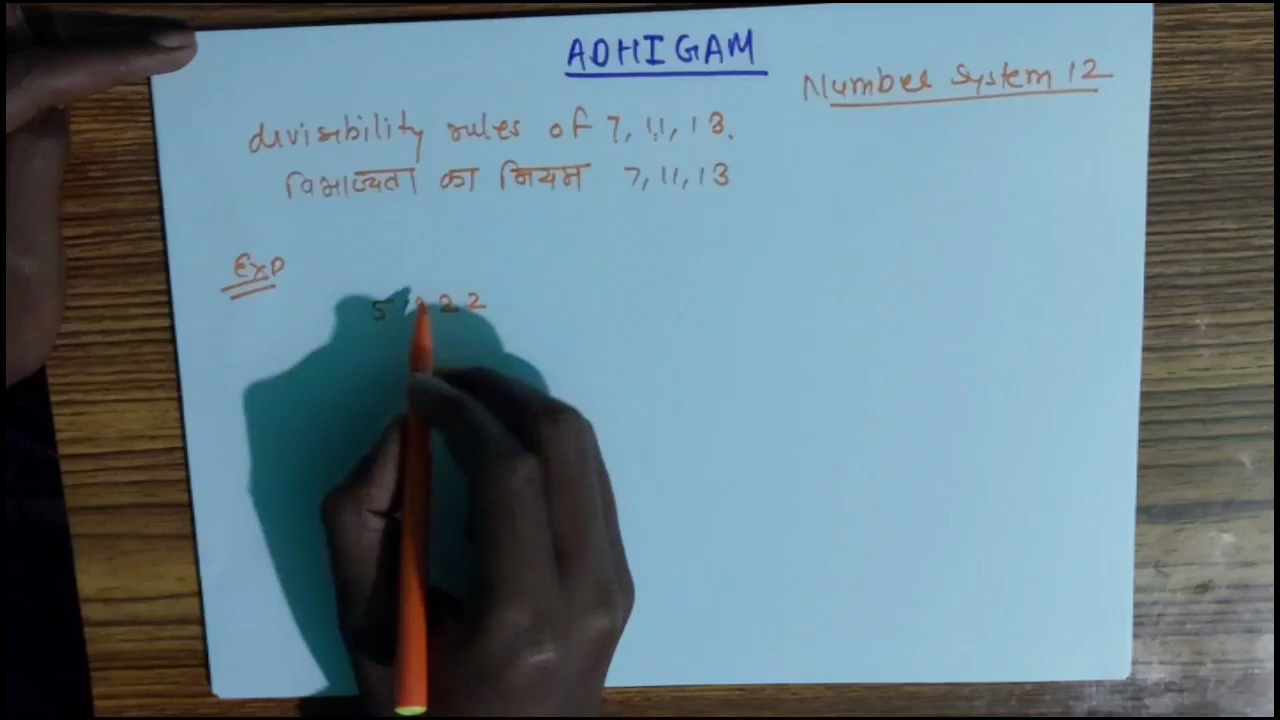 ADHIGAM
Number System 12
divisibility rules of 7, 11, 13.
विभाज्यता का नियम 7, 11, 13
Exp